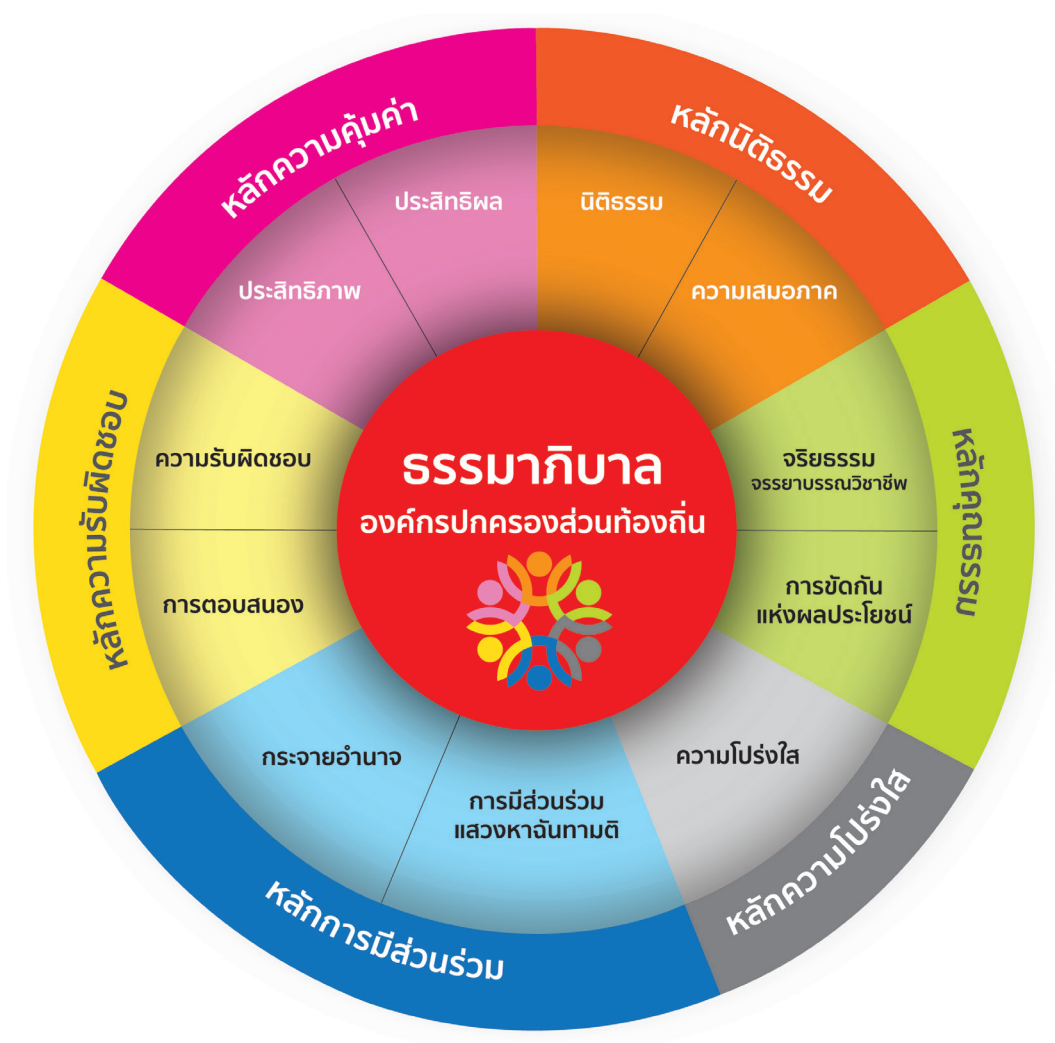 ธรรมาภิบาล
องค์กรปกครองส่วนท้องถิ่น
หลักนิติธรรม
นิติธรรม
ความเสมอภาค
หลักคุณธรรม
จริยธรรม
จรรยาบรรณวิชาชีพ
การขัดกัน
แห่งผลประโยชน์
หลักความโปร่งใส
ความโปร่งใส
หลักการมีส่วนร่วม
การมีส่วนร่วม
แสวงหาฉันทามติ
กระจายอำนาจ
หลักความรับผิดชอบ
การตอบสนอง
ความรับผิดชอบ
หลักความคุ้มค่า
ประสิทธิภาพ
ประสิทธิผล